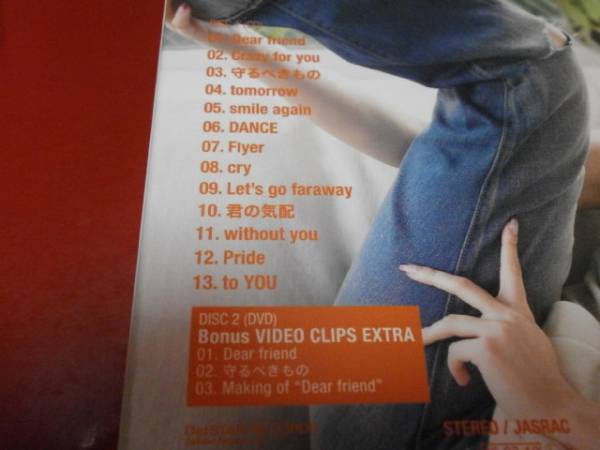 01. Dear friend
02. Crazy for you
03. 守るべきもの
04. tomorrow
05. smile again
06. DANCE
07. Flyer
08. cry
09. Let's go faraway
10. 君の気配
11. without you
12. Pride
13. to YOU
DISC 2 (DVD)
Bonus VIDEO CLIPS EXTRA
01. Dear friend
02. 守るべきもの
03. Making of "Dear friend"
STEREO / JASRAC